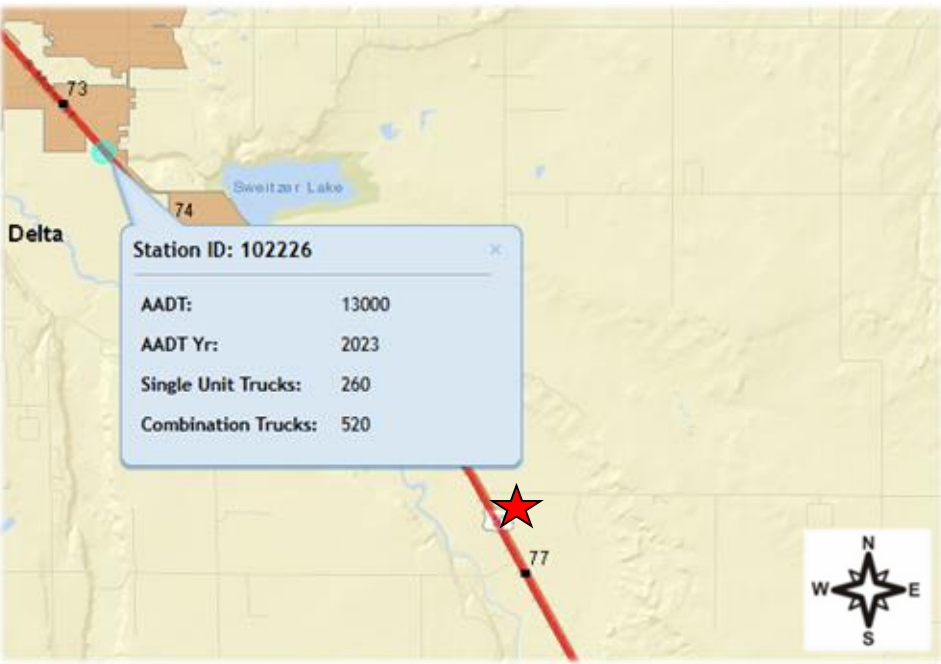 73
Sweitzer Lake
74
Delta
Station ID: 102226 ×
AADT: 13000
AADT Yr: 2023
Single Unit Trucks: 260
Combination Trucks: 520
77
N
W E
S